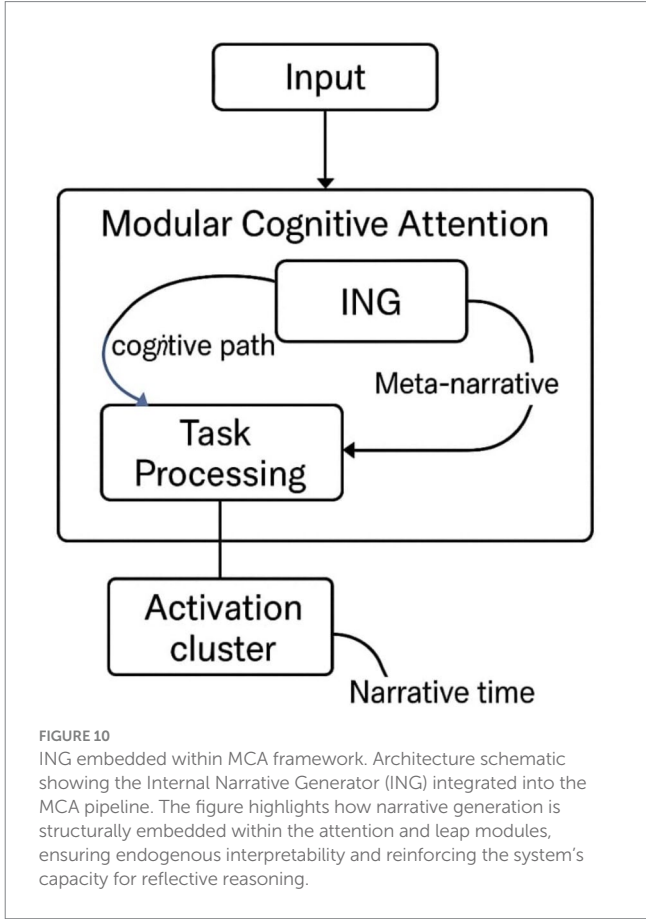 Input
Modular Cognitive Attention
ING
cognitive path
Meta-narrative
Task
Processing
Activation
cluster
Narrative time
FIGURE 10
ING embedded within MCA framework. Architecture schematic
showing the Internal Narrative Generator (ING) integrated into the
MCA pipeline. The figure highlights how narrative generation is
structurally embedded within the attention and leap modules,
ensuring endogenous interpretability and reinforcing the system's
capacity for reflective reasoning.